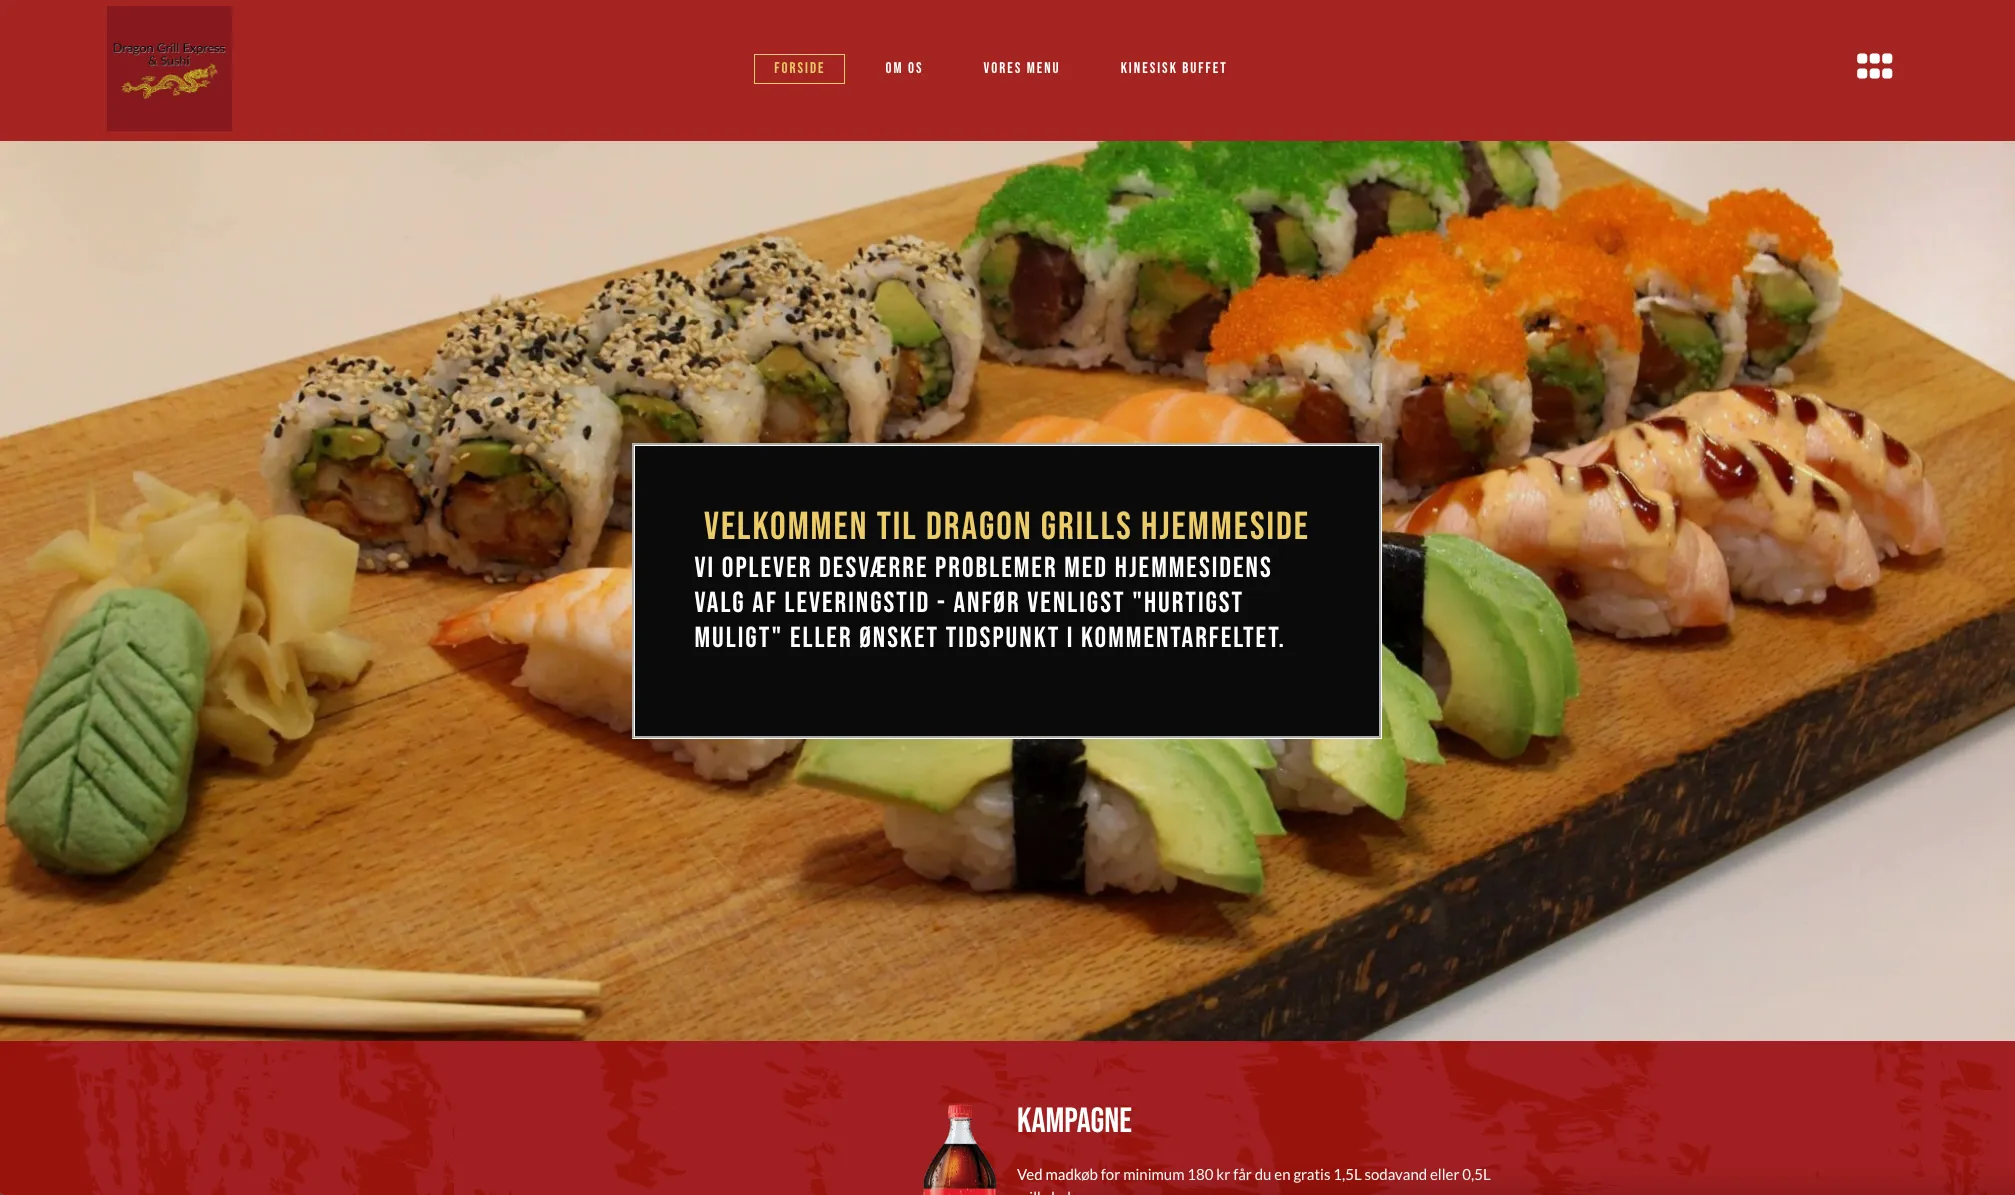 Dragon Grill Express
& Sushi
FORSIDE
OM OS
VORES MENU
KINESISK BUFFET
VELKOMMEN TIL DRAGON GRILLS HJEMMESIDE
VI OPLEVER DESVÆRRE PROBLEMER MED HJEMMESIDENS
VALG AF LEVERINGSTID - ANFØR VENLIGST "HURTIGST
MULIGT" ELLER ØNSKET TIDSPUNKT I KOMMENTARFELTET.
KAMPAGNE
Ved madkøb for minimum 180 kr får du en gratis 1,5L sodavand eller 0,5L